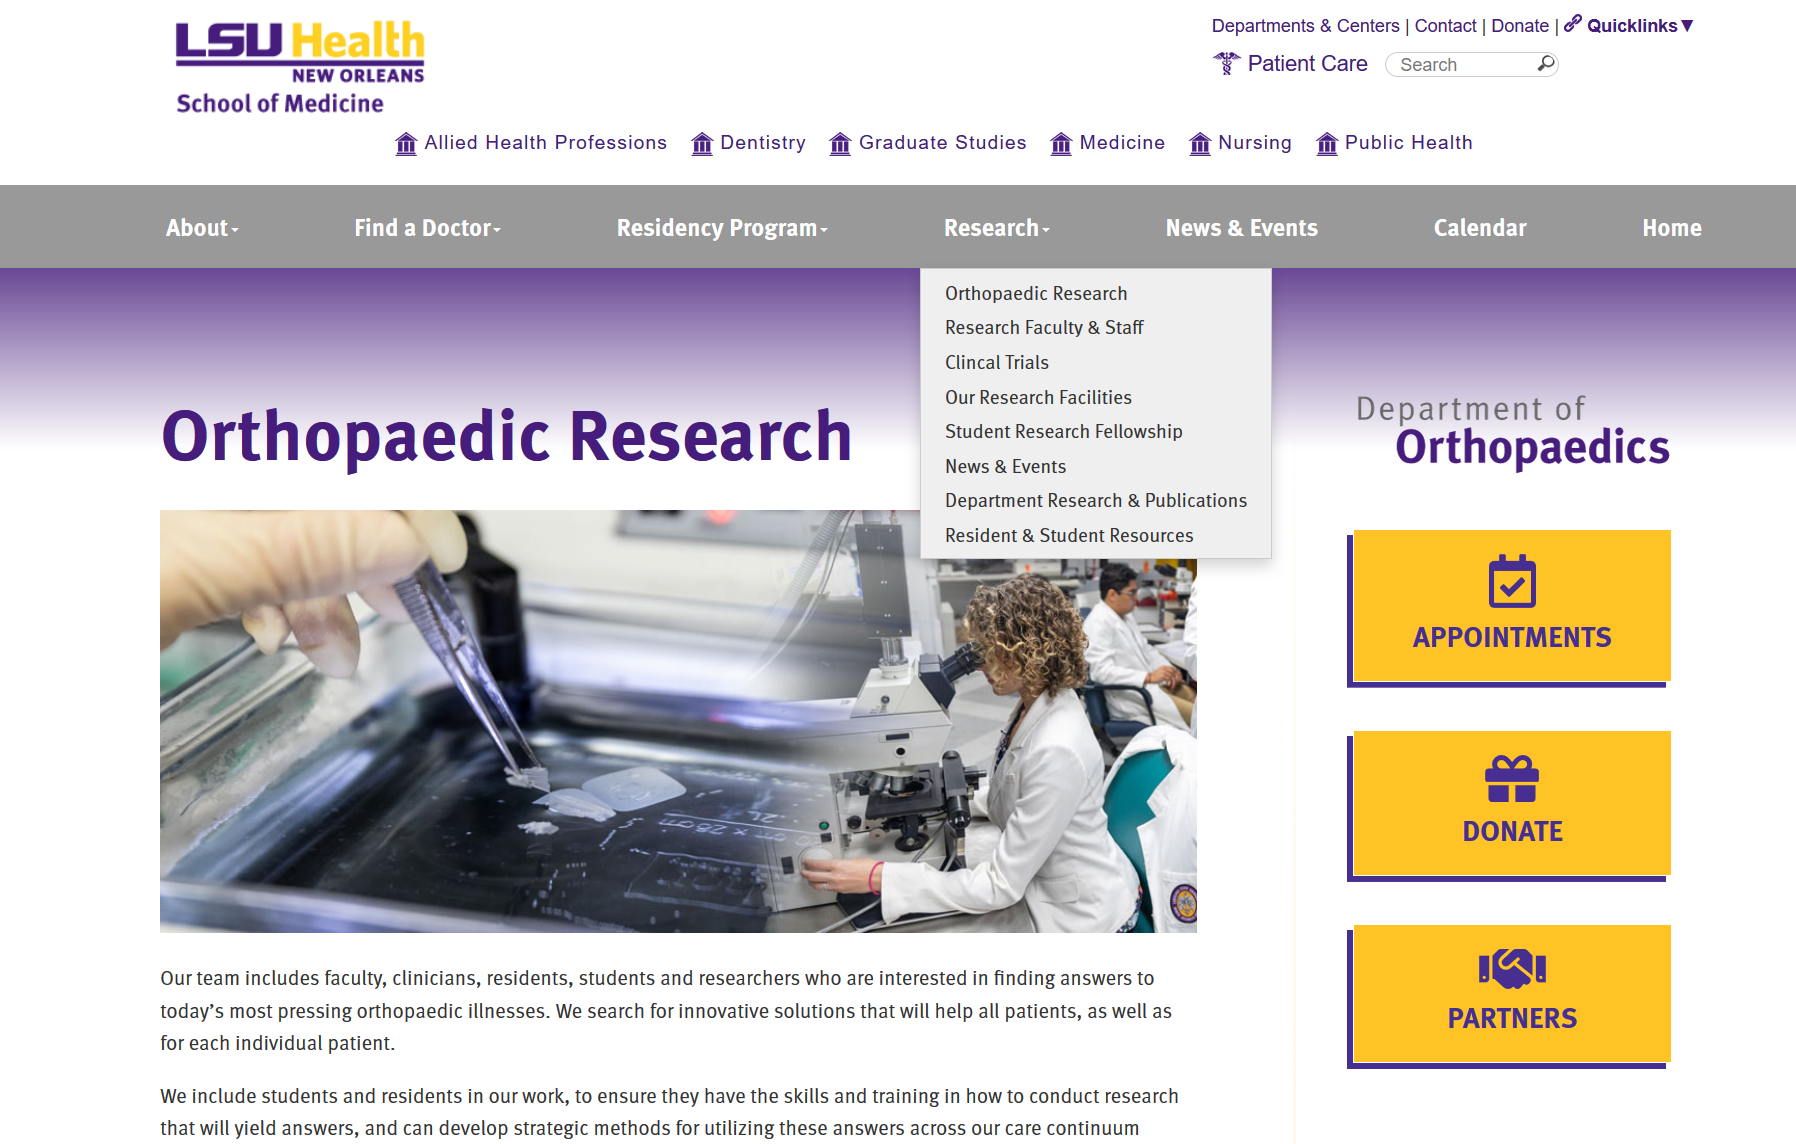 LSU Health
NEW ORLEANS
School of Medicine
Departments & Centers | Contact | Donate | Quicklinks▼
Patient Care
Search
Allied Health Professions Dentistry Graduate Studies Medicine Nursing Public Health
About Find a Doctor Residency Program Research News & Events Calendar Home
Orthopaedic Research
Research Faculty & Staff
Clincal Trials
Our Research Facilities
Student Research Fellowship
News & Events
Department Research & Publications
Resident & Student Resources
Orthopaedic Research
Department of
Orthopaedics
APPOINTMENTS
DONATE
PARTNERS
Our team includes faculty, clinicians, residents, students and researchers who are interested in finding answers to
today’s most pressing orthopaedic illnesses. We search for innovative solutions that will help all patients, as well as
for each individual patient.
We include students and residents in our work, to ensure they have the skills and training in how to conduct research
that will yield answers, and can develop strategic methods for utilizing these answers across our care continuum